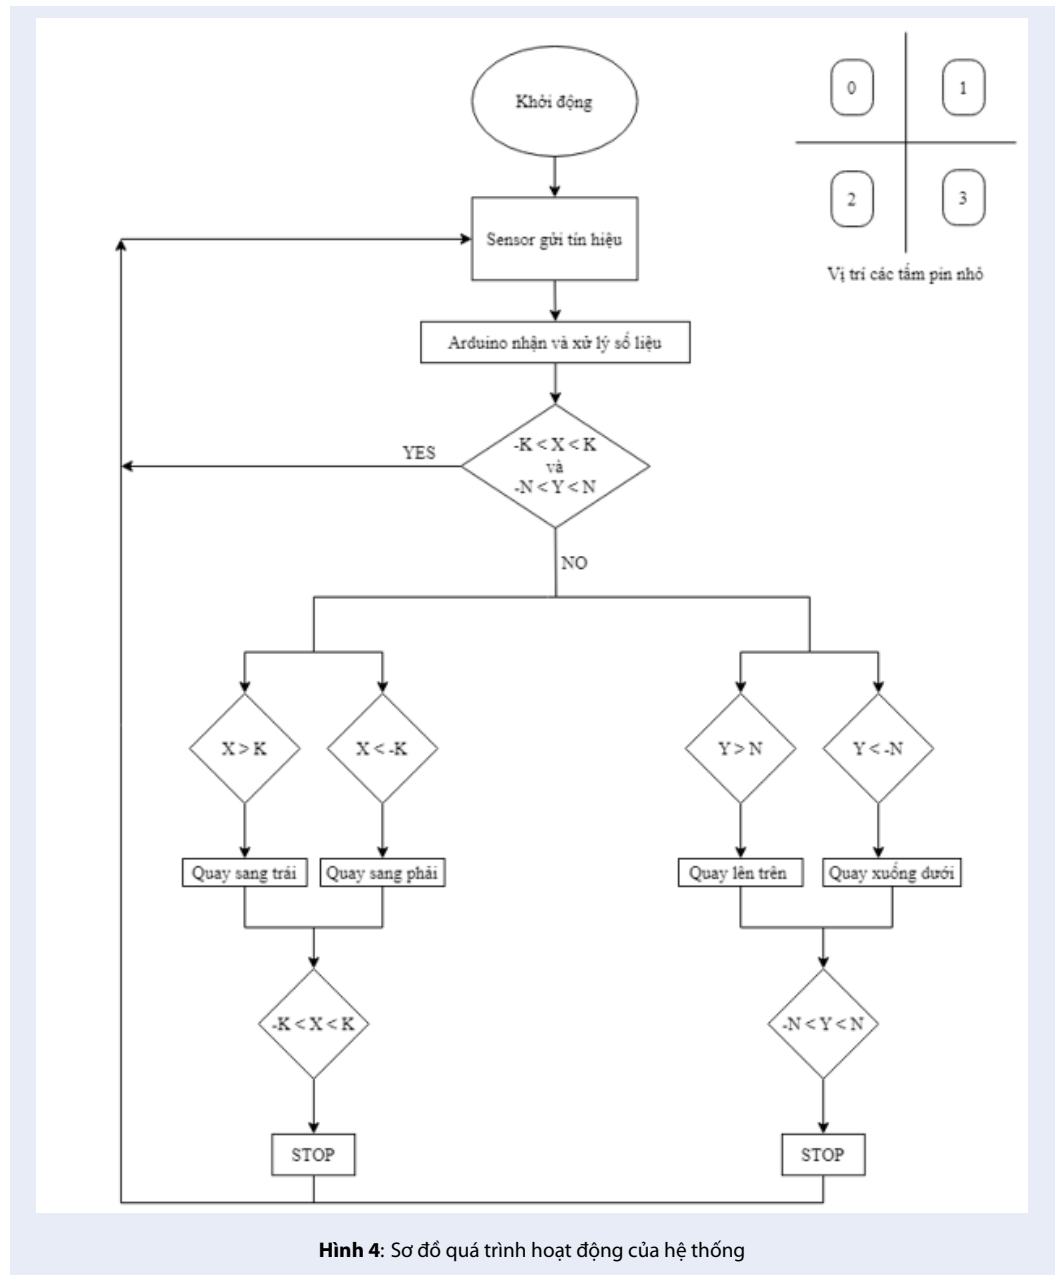 Khởi động
0
1
2
3
Vị trí các tấm pin nhỏ
Sensor gửi tín hiệu
Arduino nhận và xử lý số liệu
-K < X < K
và
-N < Y < N
YES
NO
X > K
X < -K
Y > N
Y < -N
Quay sang trái
Quay sang phải
Quay lên trên
Quay xuống dưới
-K < X < K
-N < Y < N
STOP
STOP
Hình 4: Sơ đồ quá trình hoạt động của hệ thống